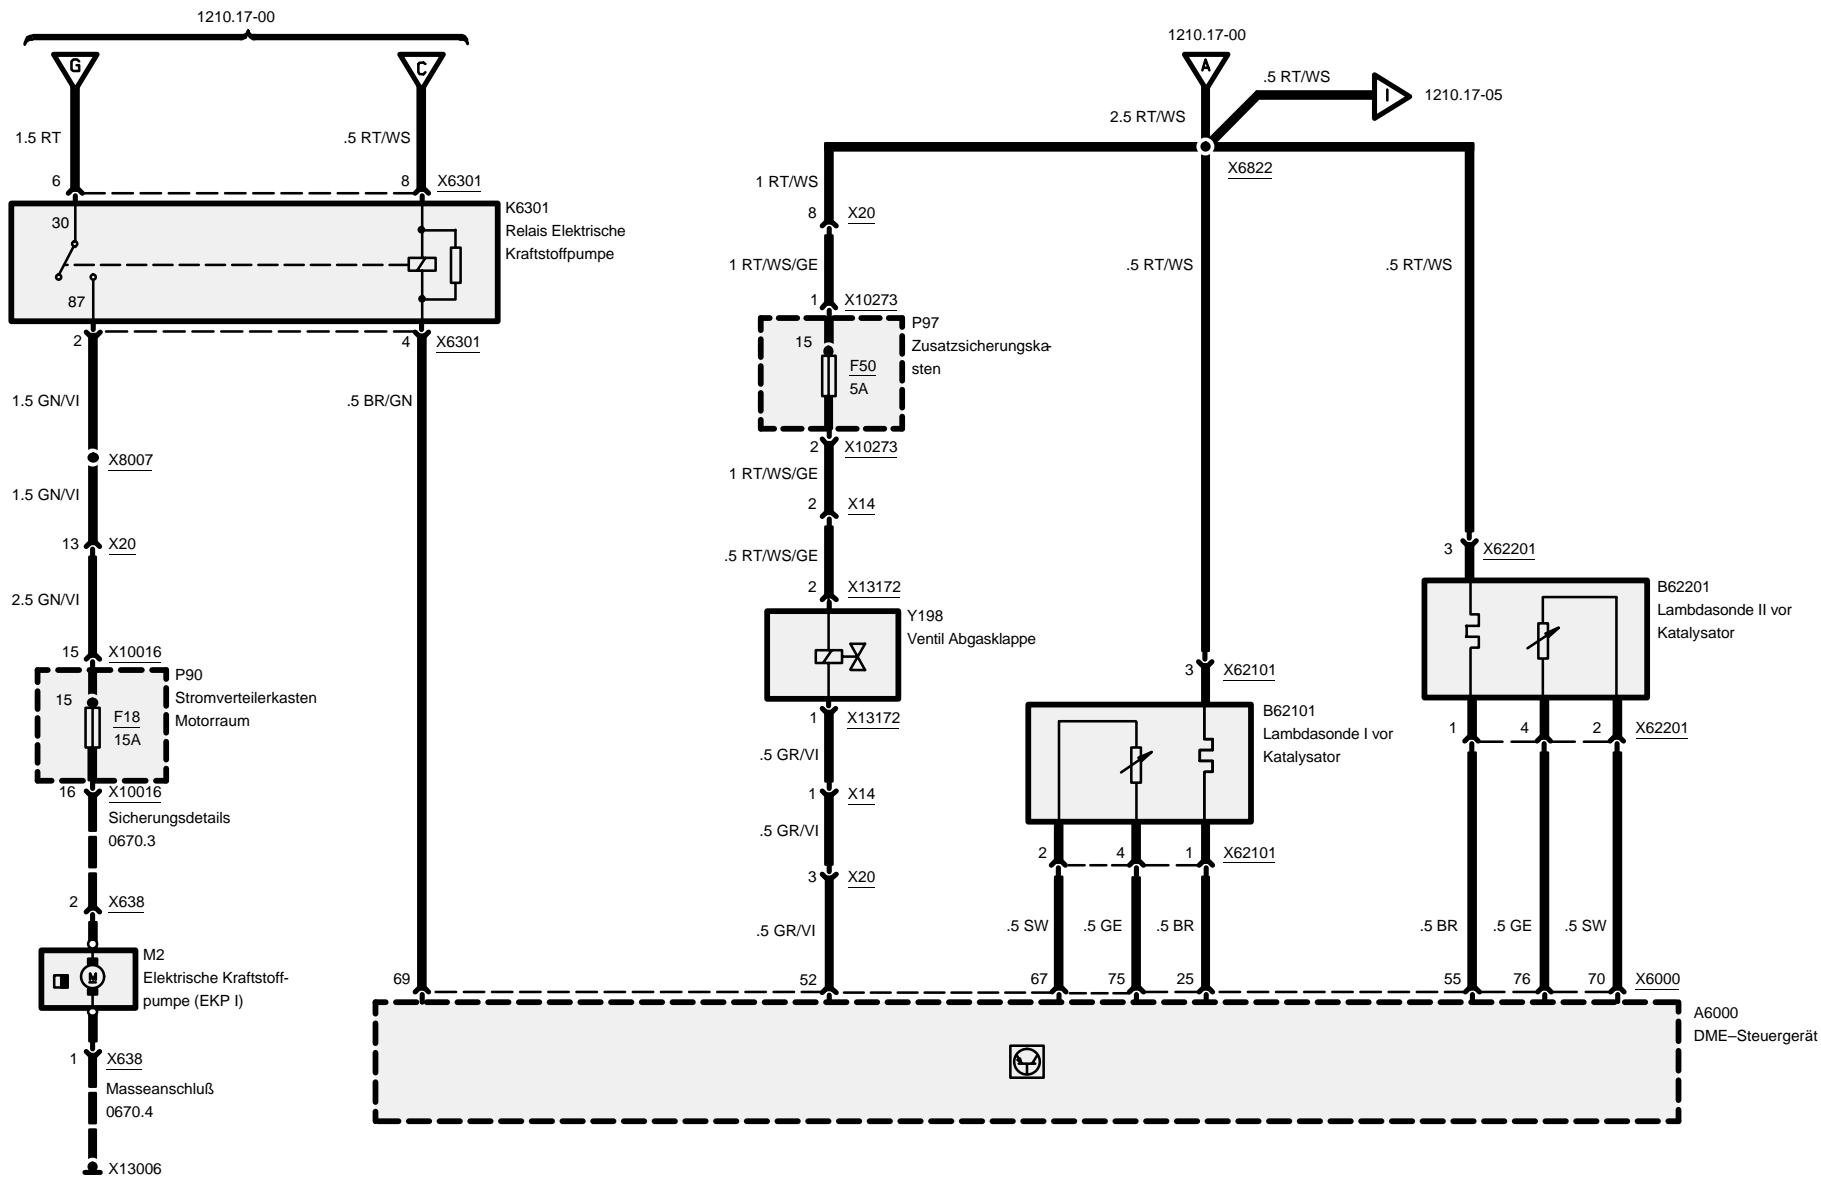 1210.17-00
G
C
1.5 RT
.5 RT/WS
6
8
X6301
30
87
K6301
Relais Elektrische
Kraftstoffpumpe
2
4
X6301
1.5 GN/VI
.5 BR/GN
X8007
1.5 GN/VI
13
X20
2.5 GN/VI
15
X10016
P90
Stromverteilerkasten
Motorraum
15
F18
15A
16
X10016
Sicherungsdetails
0670.3
2
X638
M2
Elektrische Kraftstoff-
pumpe (EKP I)
M
1
X638
Masseanschluß
0670.4
X13006
1210.17-00
A
.5 RT/WS
I
1210.17-05
2.5 RT/WS
X6822
1 RT/WS
8
X20
1 RT/WS/GE
.5 RT/WS
.5 RT/WS
1
X10273
P97
Zusatzsicherungska-
sten
15
F50
5A
2
X10273
1 RT/WS/GE
2
X14
.5 RT/WS/GE
2
X13172
Y198
Ventil Abgasklappe
1
X13172
.5 GR/VI
1
X14
.5 GR/VI
3
X20
.5 GR/VI
3
X62101
B62101
Lambdasonde I vor
Katalysator
2
4
1
X62101
.5 SW
.5 GE
.5 BR
3
X62201
B62201
Lambdasonde II vor
Katalysator
1
4
2
X62201
.5 BR
.5 GE
.5 SW
69
52
67
75
25
55
76
70
X6000
A6000
DME–Steuergerät